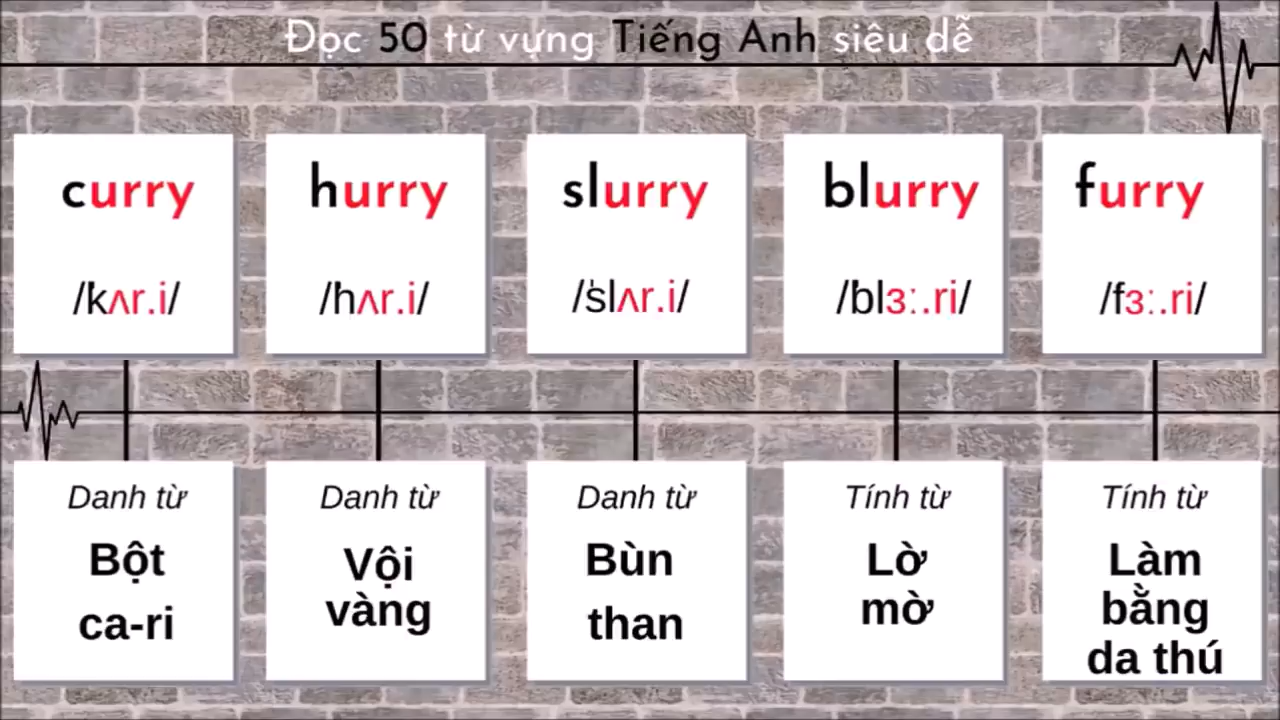 Đọc 50 từ vựng Tiếng Anh siêu dễ
curry
/kʌr.i/
hurry
/hʌr.i/
slurry
/ˈslʌr.i/
blurry
/blɜː.ri/
furry
/fɜː.ri/
Danh từ
Bột
ca-ri
Danh từ
Vội
vàng
Danh từ
Bùn
than
Tính từ
Lờ
mờ
Tính từ
Làm
bằng
da thú